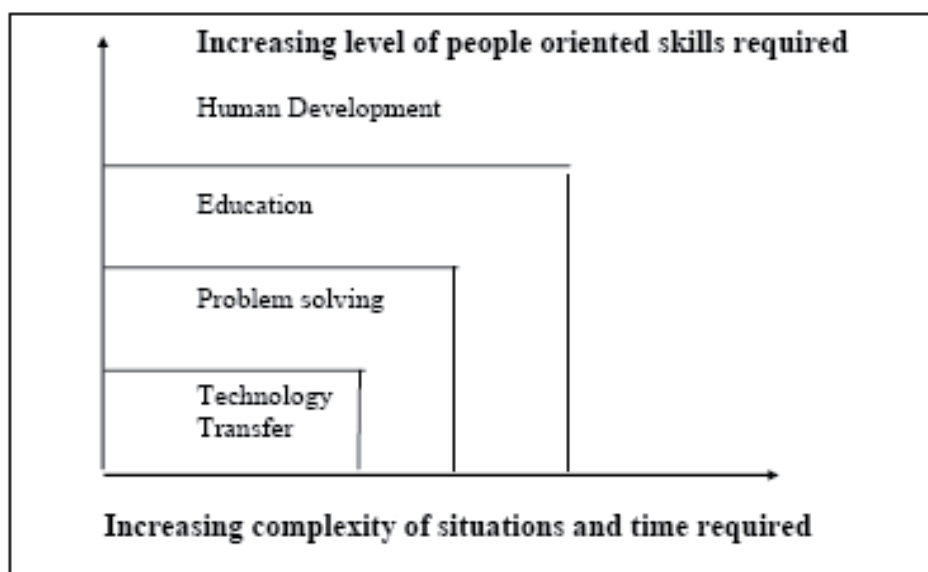 Increasing level of people oriented skills required
Human Development
Education
Problem solving
Technology
Transfer
Increasing complexity of situations and time required